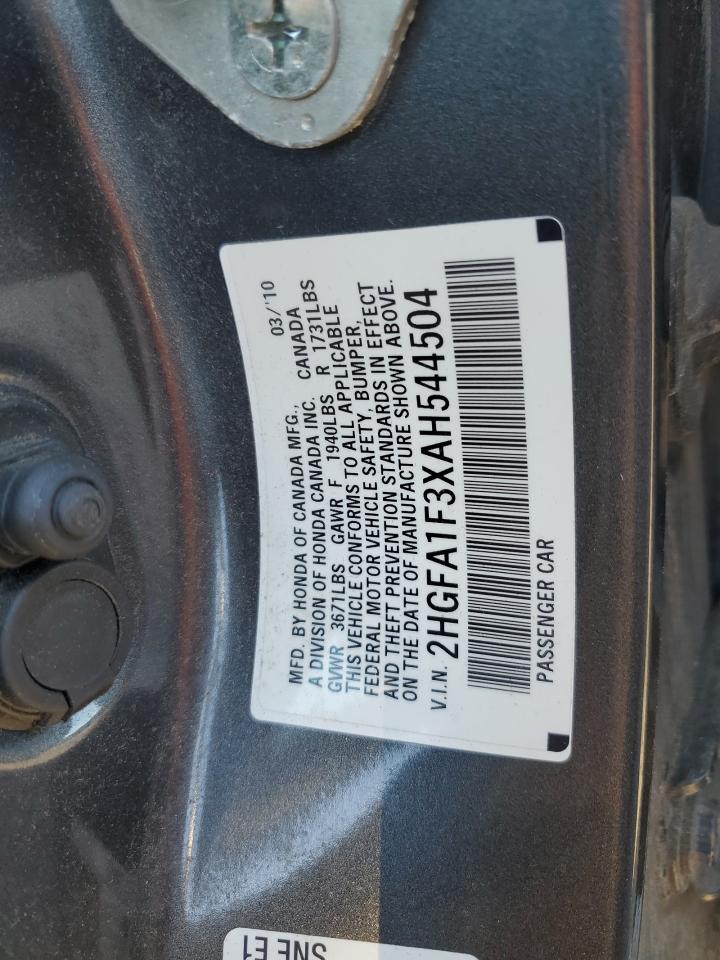 MFD. BY HONDA OF CANADA MFG., 03/'10
A DIVISION OF HONDA CANADA INC. CANADA
GVWR 3671LBS GAWR F 1940LBS R 1731LBS
THIS VEHICLE CONFORMS TO ALL APPLICABLE
FEDERAL MOTOR VEHICLE SAFETY, BUMPER,
AND THEFT PREVENTION STANDARDS IN EFFECT
ON THE DATE OF MANUFACTURE SHOWN ABOVE.
V.I.N. 2HGFA1F3XAH544504
PASSENGER CAR
SNE E1